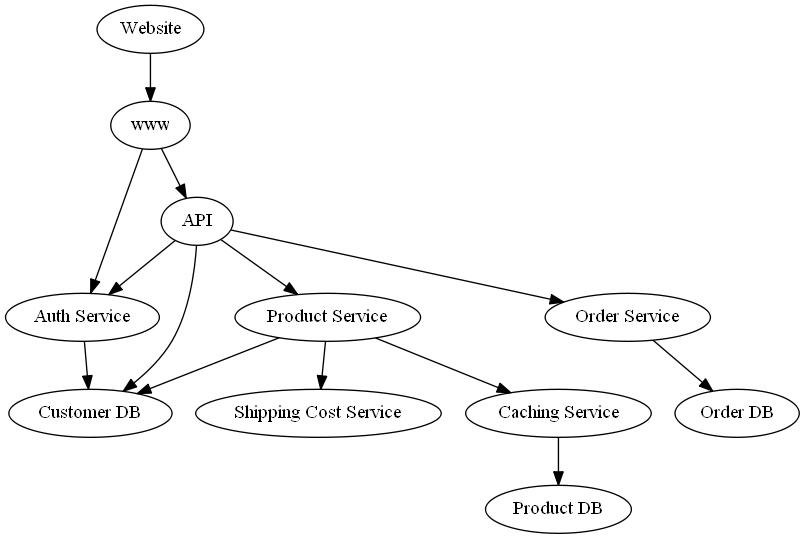 Website
www
API
Auth Service
Product Service
Order Service
Customer DB
Shipping Cost Service
Caching Service
Order DB
Product DB